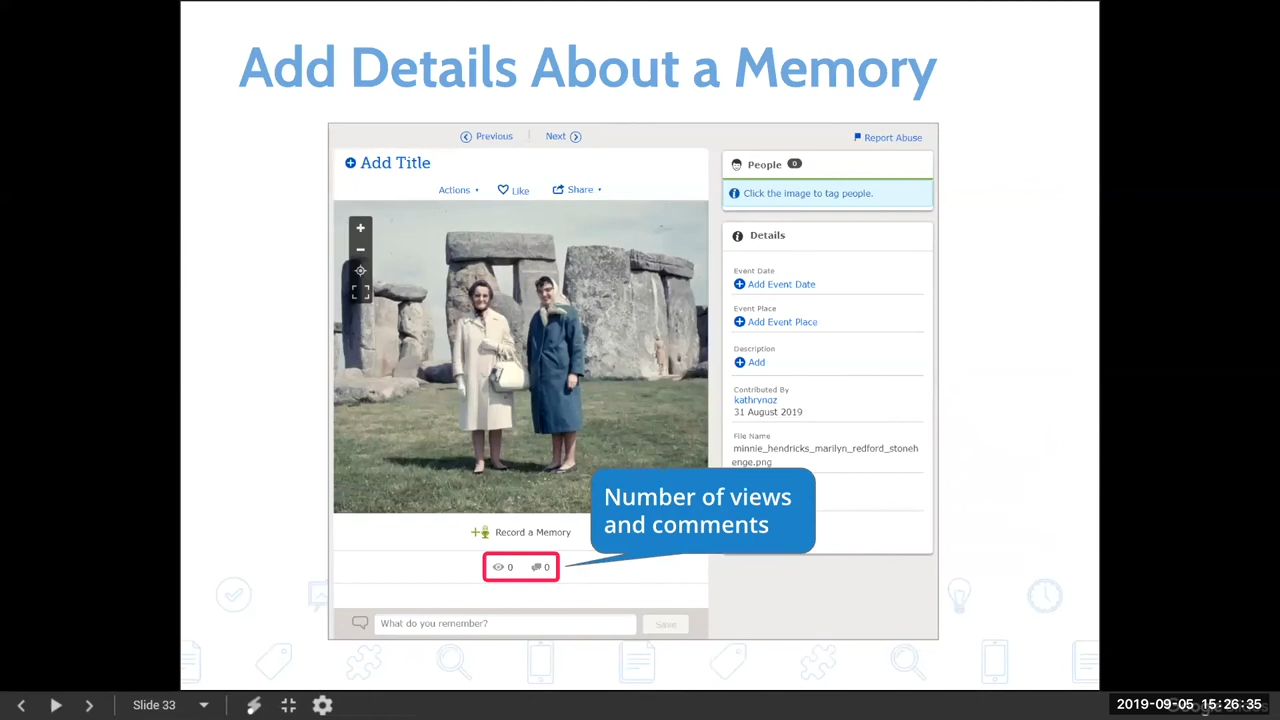 Add Details About a Memory
Previous
Next
Report Abuse
Add Title
People 0
Actions
Like
Share
Click the image to tag people.
Details
Event Date
Add Event Date
Event Place
Add Event Place
Description
Add
Contributed By
kathrynaz
31 August 2019
File Name
minnie_hendricks_marilyn_redford_stoneh
enge.png
Number of views
and comments
Record a Memory
0 0
What do you remember?
Save
Slide 33
2019-09-05 15:26:35